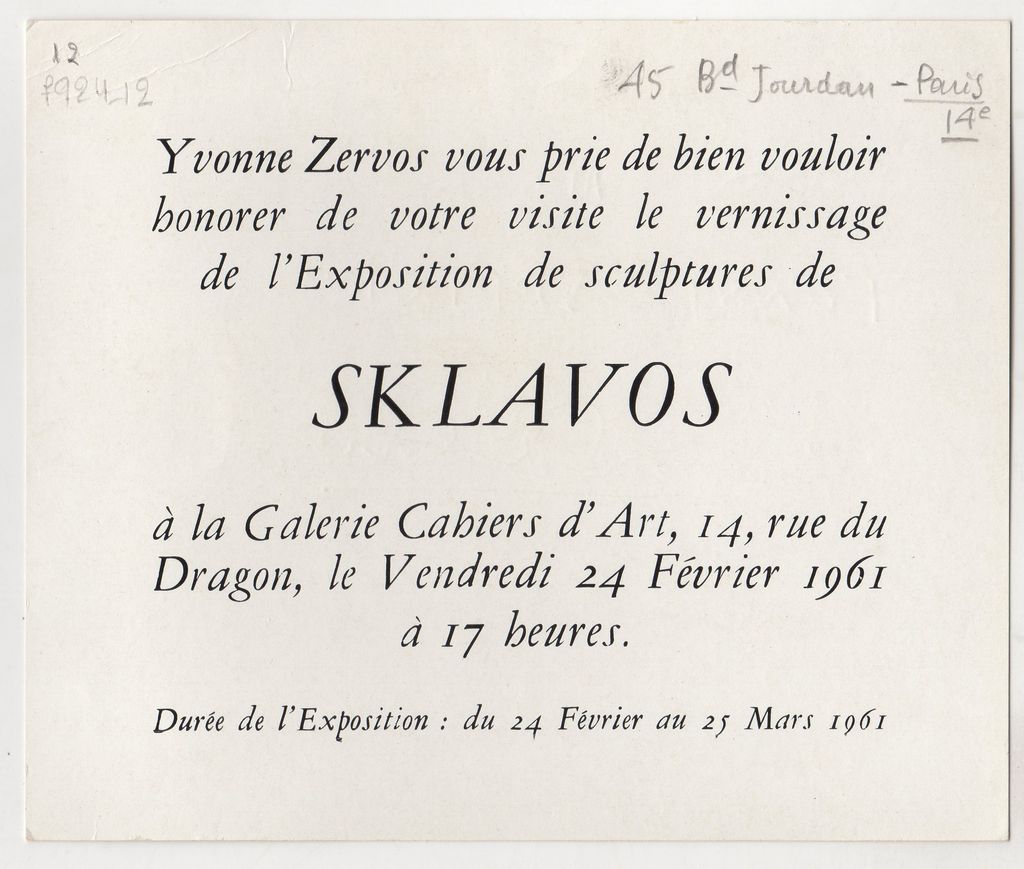 12
45 Bd Jourdan - Paris
14e
Yvonne Zervos vous prie de bien vouloir
honorer de votre visite le vernissage
de l'Exposition de sculptures de
SKLAVOS
à la Galerie Cahiers d'Art, 14, rue du
Dragon, le Vendredi 24 Février 1961
à 17 heures.
Durée de l'Exposition : du 24 Février au 25 Mars 1961